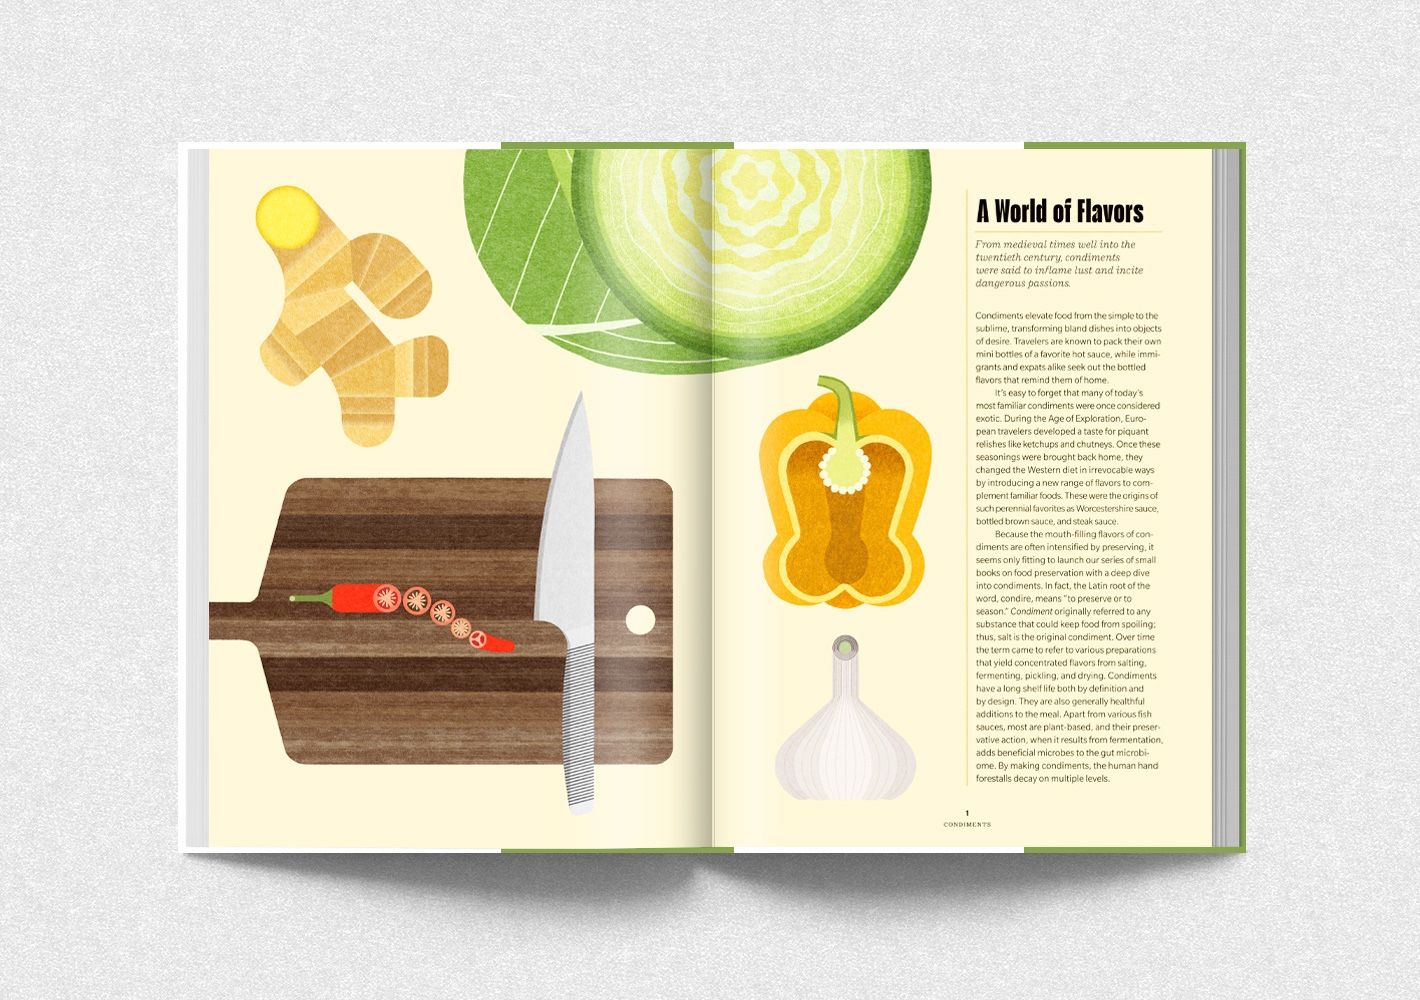 A World of Flavors
From medieval times well into the
twentieth century, condiments
were said to inflame lust and incite
dangerous passions.
Condiments elevate food from the simple to the
sublime, transforming bland dishes into objects
of desire. Travelers are known to pack their own
mini bottles of a favorite hot sauce, while immi-
grants and expats alike seek out the bottled
flavors that remind them of home.
It's easy to forget that many of today's
most familiar condiments were once considered
exotic. During the Age of Exploration, Euro-
pean travelers developed a taste for piquant
relishes like ketchups and chutneys. Once these
seasonings were brought back home, they
changed the Western diet in irrevocable ways
by introducing a new range of flavors to com-
plement familiar foods. These were the origins of
such perennial favorites as Worcestershire sauce,
bottled brown sauce, and steak sauce.
Because the mouth-filling flavors of con-
diments are often intensified by preserving, it
seems only fitting to launch our series of small
books on food preservation with a deep dive
into condiments. In fact, the Latin root of the
word, condire, means "to preserve or to
season." Condiment originally referred to any
substance that could keep food from spoiling;
thus, salt is the original condiment. Over time
the term came to refer to various preparations
that yield concentrated flavors from salting,
fermenting, pickling, and drying. Condiments
have a long shelf life both by definition and
by design. They are also generally healthful
additions to the meal. Apart from various fish
sauces, most are plant-based, and their preser-
vative action, when it results from fermentation,
adds beneficial microbes to the gut microbi-
ome. By making condiments, the human hand
forestalls decay on multiple levels.
1
CONDIMENTS